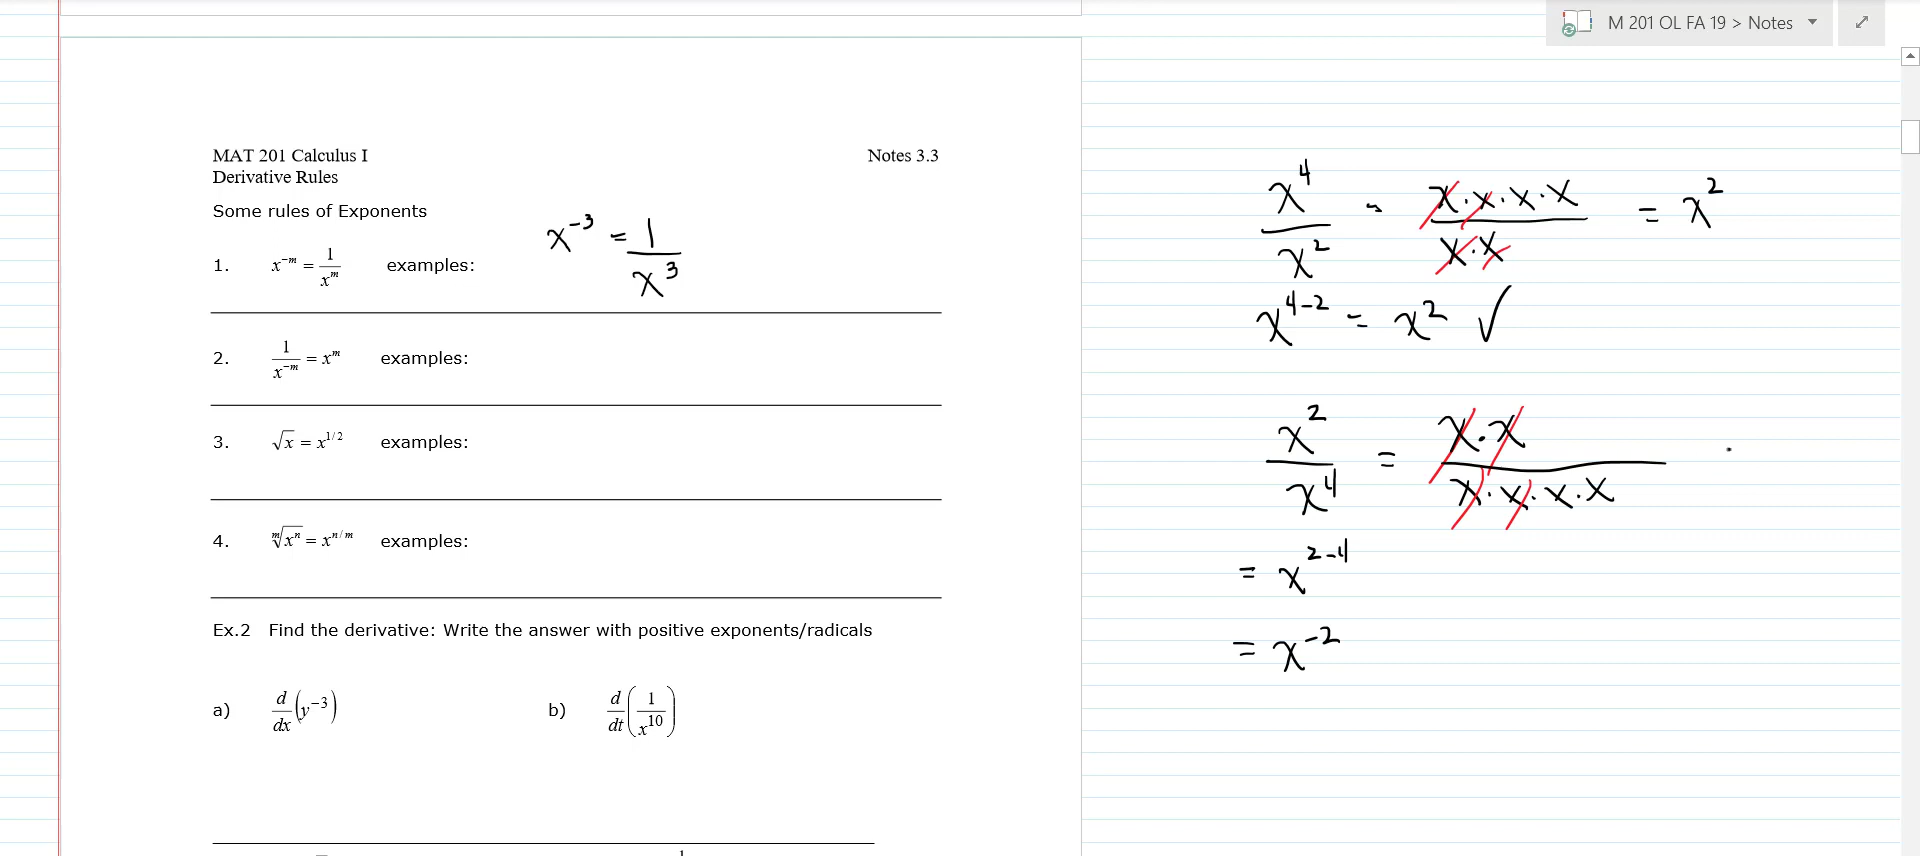 M 201 OL FA 19 > Notes
MAT 201 Calculus I Notes 3.3
Derivative Rules
Some rules of Exponents
1. x^{-m} = 1/x^m examples: x^{-3} = 1/x^3
2. 1/x^{-m} = x^m examples:
3. √x = x^{1/2} examples:
4. ᵐ√(x^n) = x^{n/m} examples:
Ex.2 Find the derivative: Write the answer with positive exponents/radicals
a) d/dx (y^{-3}) b) d/dt (1/x^{10})
x^4/x^2 = x·x·x·x/x·x = x^2
x^{4-2} = x^2 ✓
x^2/x^4 = x·x/x·x·x·x
= x^{2-4}
= x^{-2}